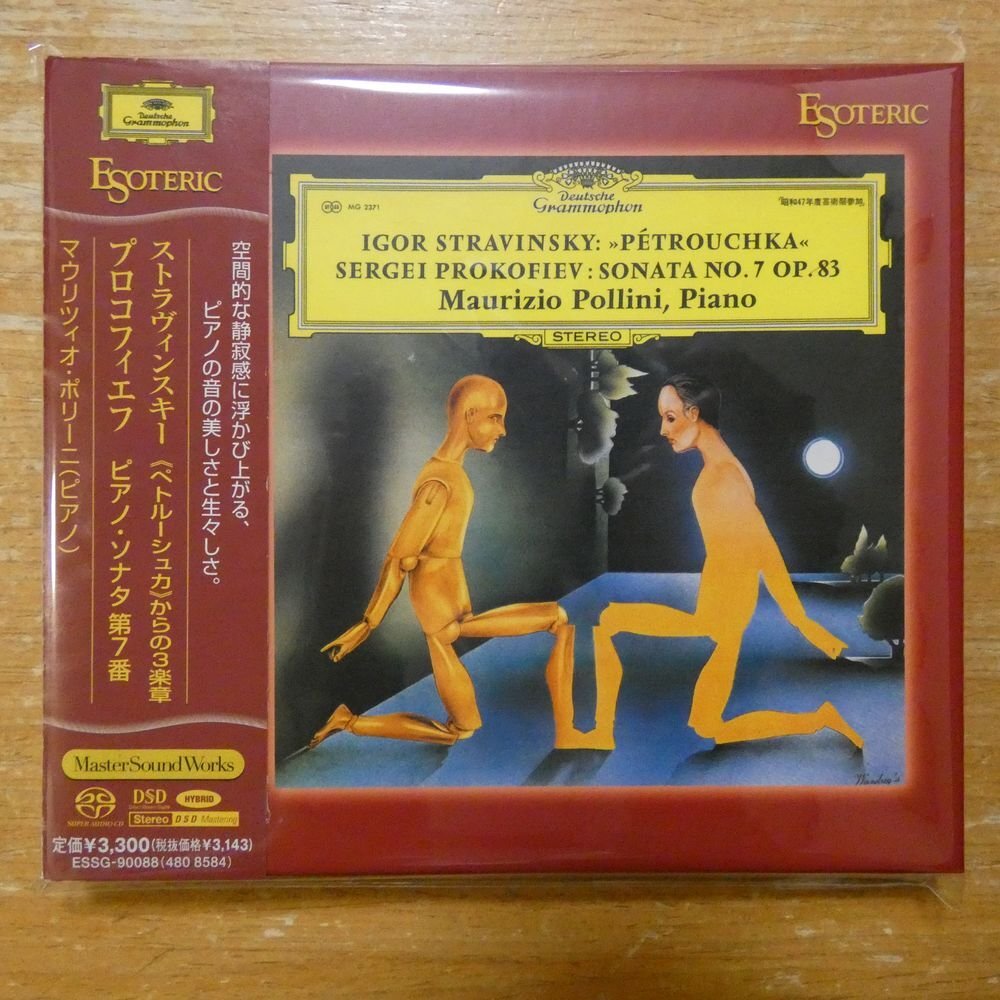 Deutsche
Grammophon
ESOTERIC
空間的な静寂感に浮かび上がる、
ピアノの音の美しさと生々しさ。
ストラヴィンスキー 《ペトルーシュカ》からの3楽章
プロコフィエフ ピアノ・ソナタ 第7番
マウリツィオ・ポリーニ(ピアノ)
MasterSoundWorks
SUPER AUDIO CD
DSD
HYBRID
Stereo DSD Mastering
定価¥3,300(税抜価格¥3,143)
ESSG-90088(480 8584)
ESOTERIC
Deutsche
Grammophon
MG 2371
昭和47年度芸術祭参加
IGOR STRAVINSKY: »PÉTROUCHKA«
SERGEI PROKOFIEV: SONATA NO. 7 OP. 83
Maurizio Pollini, Piano
STEREO